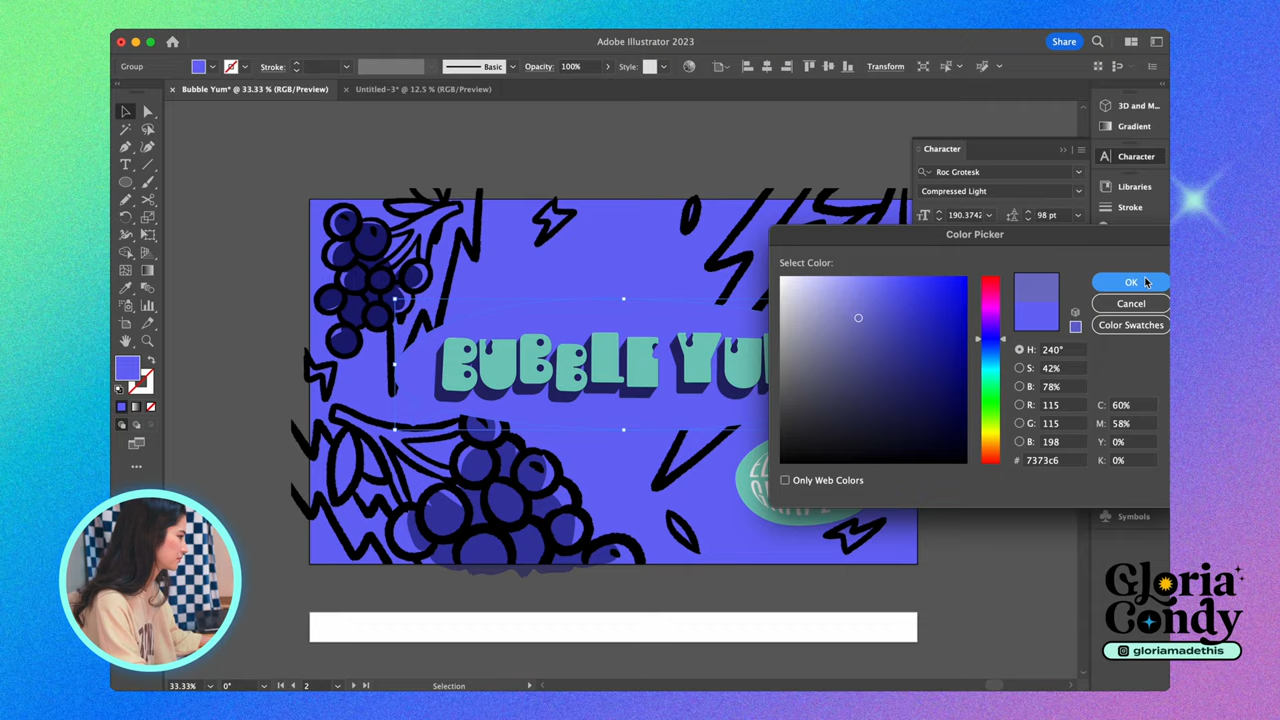 Adobe Illustrator 2023
Share
Group
Stroke:
Basic
Opacity: 100%
Style:
Transform
× Bubble Yum* @ 33.33 % (RGB/Preview)
× Untitled-3* @ 12.5 % (RGB/Preview)
3D and M...
Gradient
Character
Libraries
Stroke
Symbols
Character
Roc Grotesk
Compressed Light
190.3742
98 pt
BUBBLE YU
Color Picker
Select Color:
OK
Cancel
Color Swatches
H: 240°
S: 42%
B: 78%
R: 115
G: 115
B: 198
# 7373c6
C: 60%
M: 58%
Y: 0%
K: 0%
Only Web Colors
33.33%
0°
2
Selection
Gloria
Condy
gloriamadethis